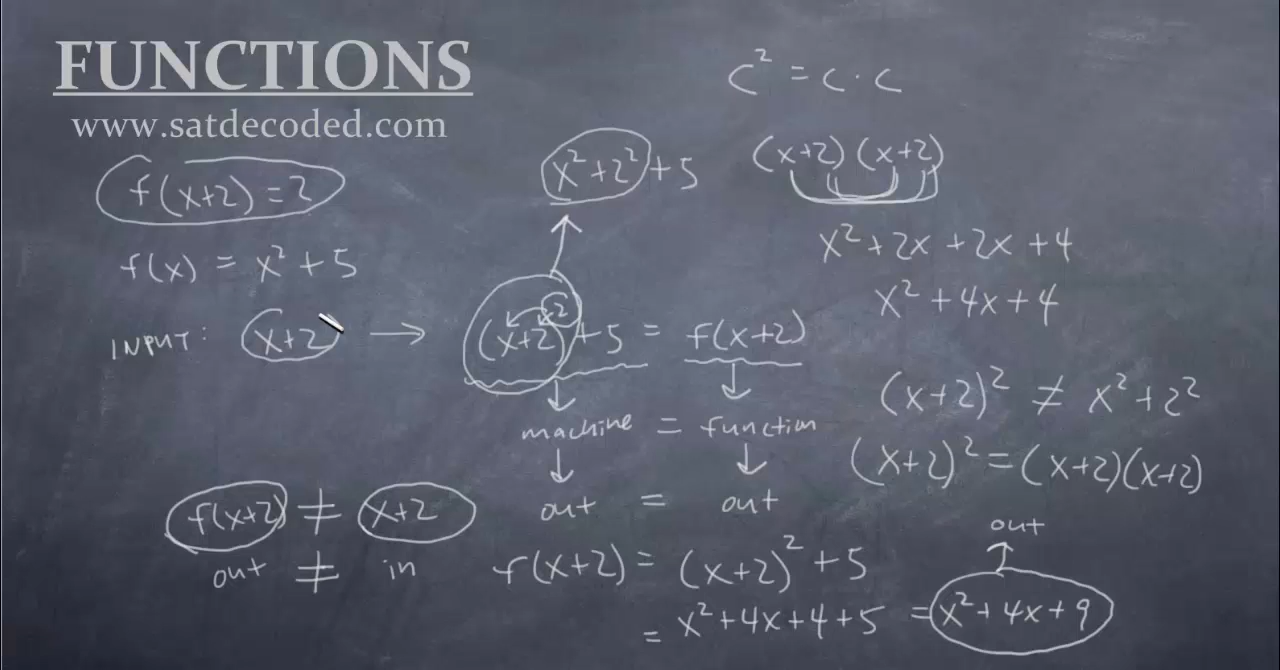 FUNCTIONS
www.satdecoded.com
f(x+2) = 2
f(x) = x² + 5
INPUT: x+2 → (x+2)² + 5 = f(x+2)
x² + 2² + 5
machine = function
out = out
f(x+2) ≠ x+2
out ≠ in
c² = c · c
(x+2) (x+2)
x² + 2x + 2x + 4
x² + 4x + 4
(x+2)² ≠ x² + 2²
(x+2)² = (x+2)(x+2)
f(x+2) = (x+2)² + 5
= x² + 4x + 4 + 5 = x² + 4x + 9
out